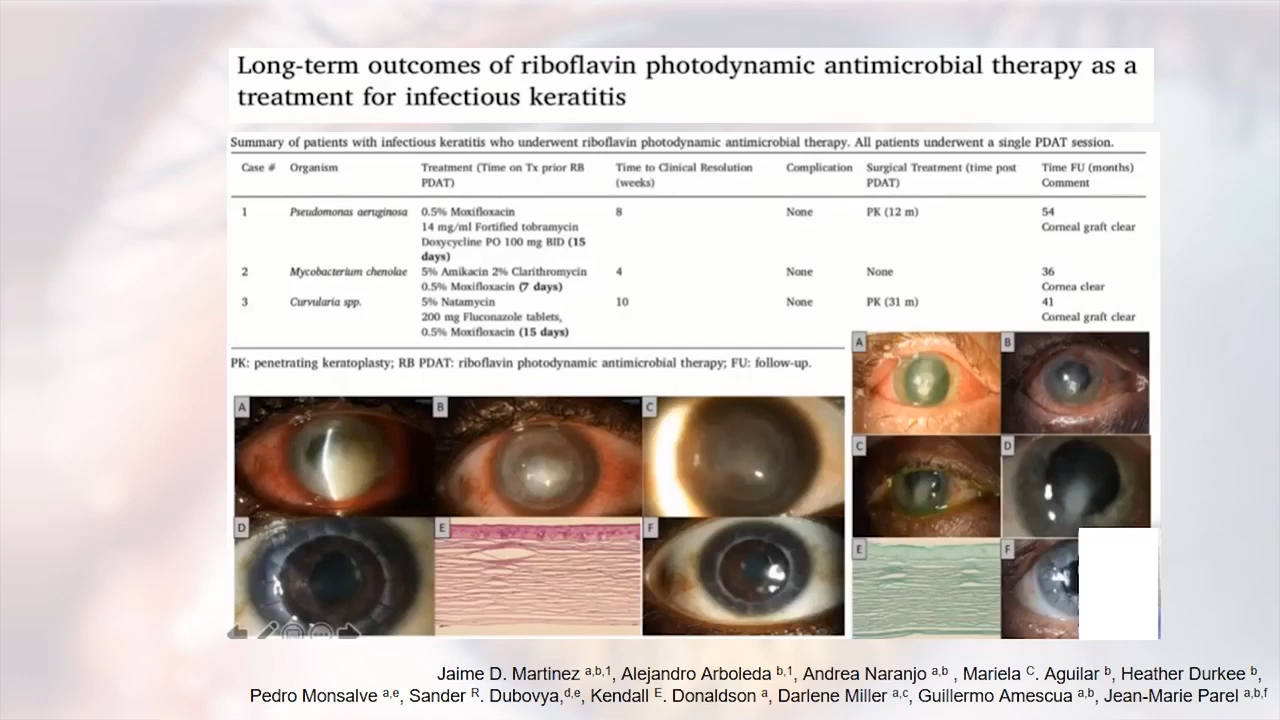 Long-term outcomes of riboflavin photodynamic antimicrobial therapy as a
treatment for infectious keratitis
Summary of patients with infectious keratitis who underwent riboflavin photodynamic antimicrobial therapy. All patients underwent a single PDAT session.
Case # Organism Treatment (Time on Tx prior RB PDAT) Time to Clinical Resolution (weeks) Complication Surgical Treatment (time post PDAT) Time FU (months) Comment
1 Pseudomonas aeruginosa 0.5% Moxifloxacin 8 None PK (12 m) 54
14 mg/ml Fortified tobramycin Corneal graft clear
Doxycycline PO 100 mg BID (15
days)
2 Mycobacterium chenolae 5% Amikacin 2% Clarithromycin 4 None None 36
0.5% Moxifloxacin (7 days) Cornea clear
3 Curvularia spp. 5% Natamycin 10 None PK (31 m) 41
200 mg Fluconazole tablets, Corneal graft clear
0.5% Moxifloxacin (15 days)
PK: penetrating keratoplasty; RB PDAT: riboflavin photodynamic antimicrobial therapy; FU: follow-up.
A B C
D E F
A B
C D
E F
Jaime D. Martinez a,b,1, Alejandro Arboleda b,1, Andrea Naranjo a,b , Mariela C. Aguilar b, Heather Durkee b,
Pedro Monsalve a,e, Sander R. Dubovya,d,e, Kendall E. Donaldson a, Darlene Miller a,c, Guillermo Amescua a,b, Jean-Marie Parel a,b,f